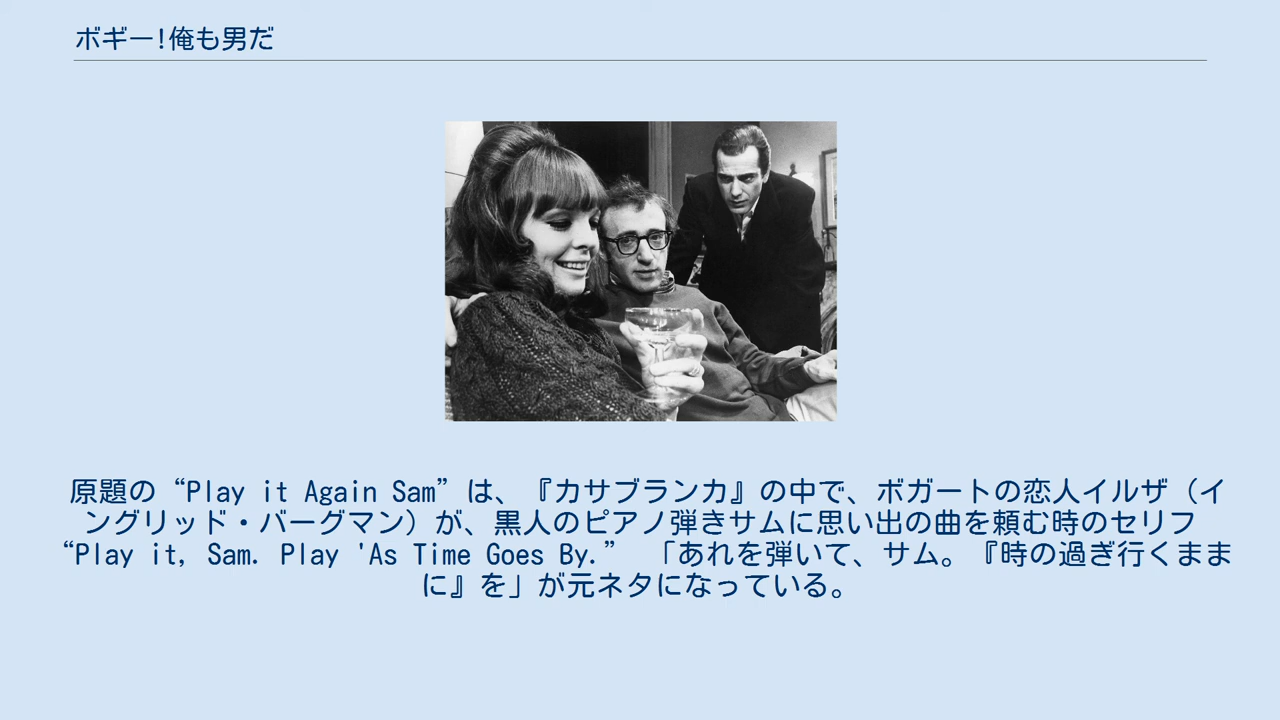 ボギー!俺も男だ
原題の“Play it Again Sam”は、『カサブランカ』の中で、ボガートの恋人イルザ（イ
ングリッド・バーグマン）が、黒人のピアノ弾きサムに思い出の曲を頼む時のセリフ
“Play it, Sam. Play 'As Time Goes By.” 「あれを弾いて、サム。『時の過ぎ行くまま
に』を」が元ネタになっている。